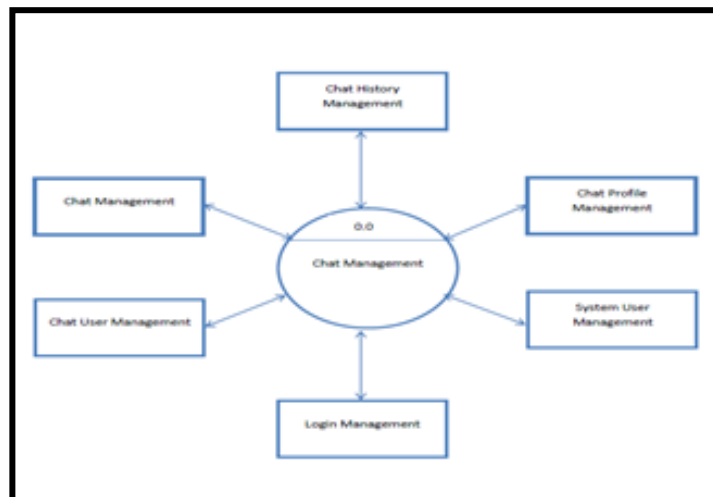 Chat History
Management
Chat Management
Chat Profile
Management
0.0
Chat Management
Chat User Management
System User
Management
Login Management